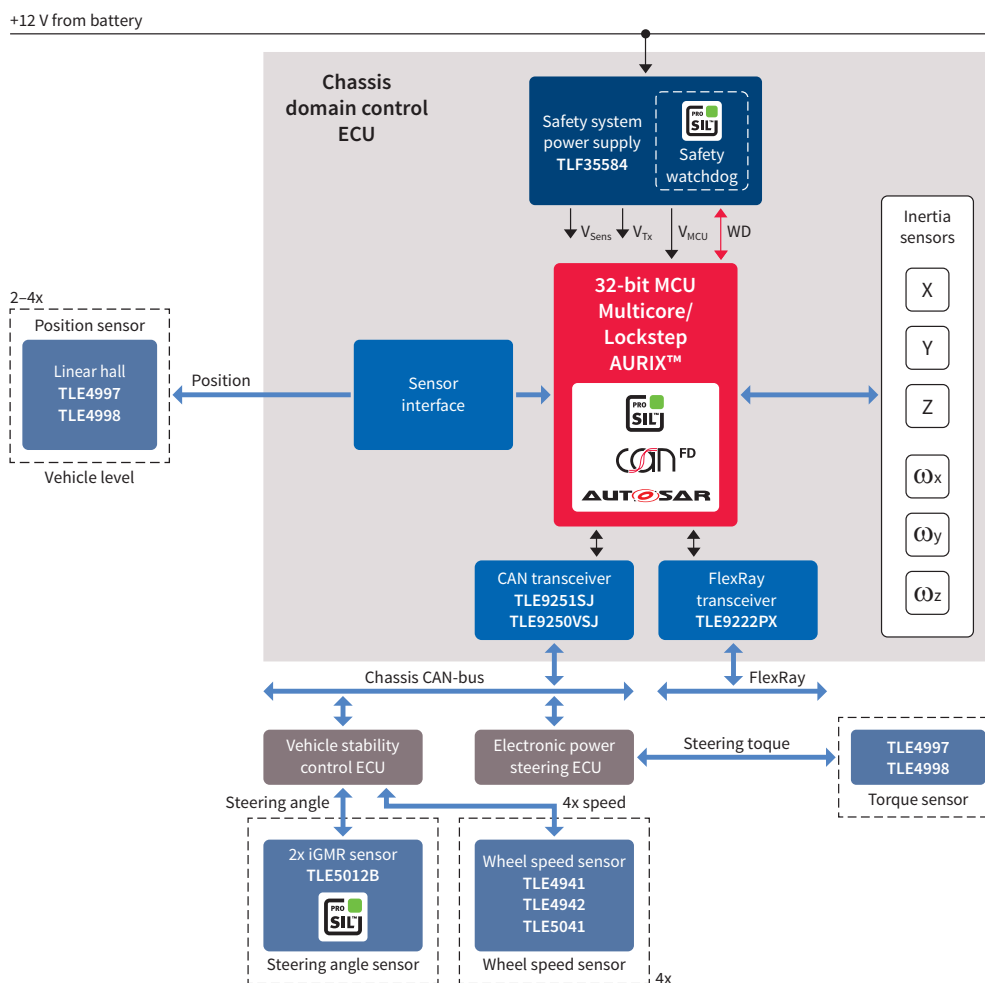 +12 V from battery
Chassis
domain control
ECU
Safety system
power supply
TLF35584
PRO
SIL™
Safety
watchdog
VSens
VTx
VMCU
WD
Inertia
sensors
X
Y
Z
ωx
ωy
ωz
32-bit MCU
Multicore/
Lockstep
AURIX™
PRO
SIL™
CAN FD
AUTOSAR
2–4x
Position sensor
Linear hall
TLE4997
TLE4998
Vehicle level
Position
Sensor
interface
CAN transceiver
TLE9251SJ
TLE9250VSJ
FlexRay
transceiver
TLE9222PX
Chassis CAN-bus
FlexRay
Vehicle stability
control ECU
Electronic power
steering ECU
Steering toque
TLE4997
TLE4998
Torque sensor
Steering angle
4x speed
2x iGMR sensor
TLE5012B
PRO
SIL™
Steering angle sensor
Wheel speed sensor
TLE4941
TLE4942
TLE5041
Wheel speed sensor
4x